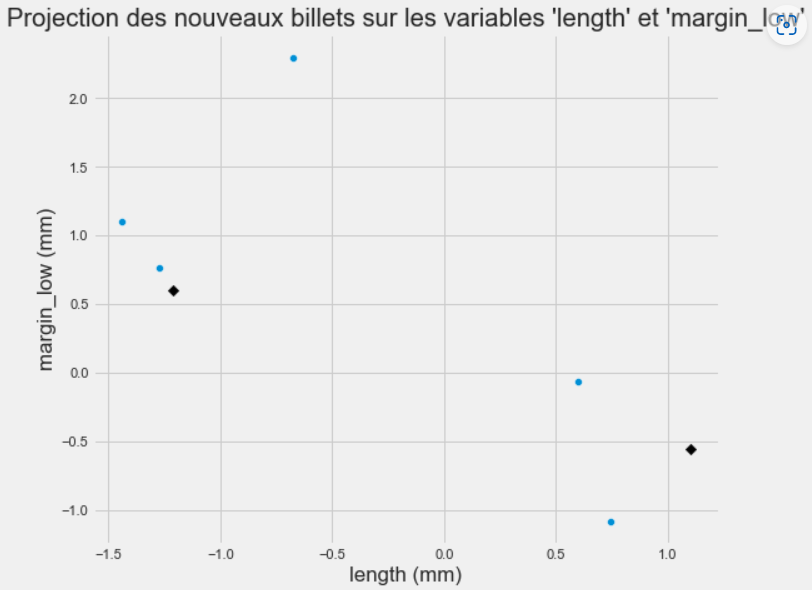 Projection des nouveaux billets sur les variables 'length' et 'margin_low'
2.0
1.5
1.0
0.5
0.0
−0.5
−1.0
margin_low (mm)
−1.5 −1.0 −0.5 0.0 0.5 1.0
length (mm)